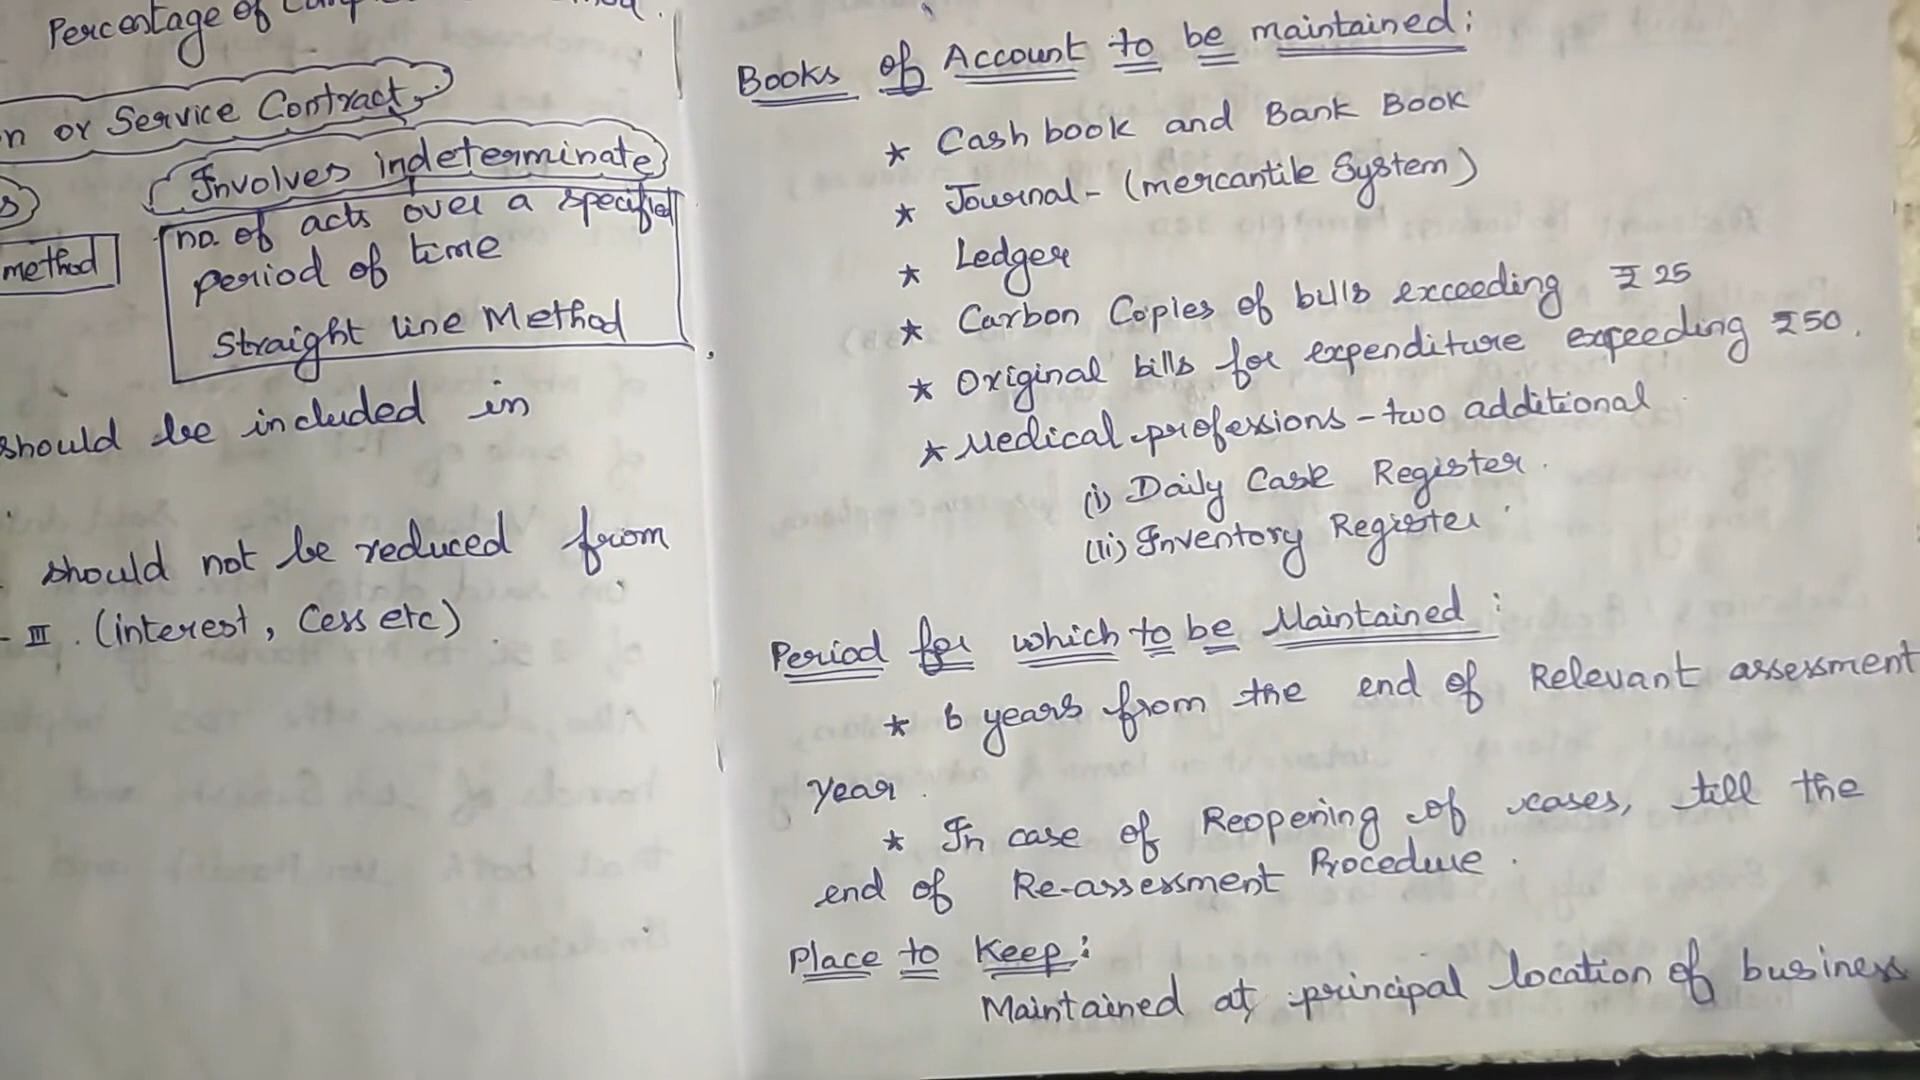 Percentage of
n or Service Contract
Involves indeterminate
no. of acts over a specified
period of time
method
Straight line Method
should be included in
should not be reduced from
- III. (interest, Cess etc)
Books of Account to be maintained:
* Cash book and Bank Book
* Journal - (mercantile System)
* Ledger
* Carbon Copies of bills exceeding ₹ 25
* Original bills for expenditure exceeding ₹50.
* Medical professions - two additional
(i) Daily Case Register.
(ii) Inventory Register.
Period for which to be Maintained:
* 6 years from the end of Relevant assessment
year.
* In case of Reopening of cases, till the
end of Re-assessment Procedure.
Place to Keep:
Maintained at principal location of business